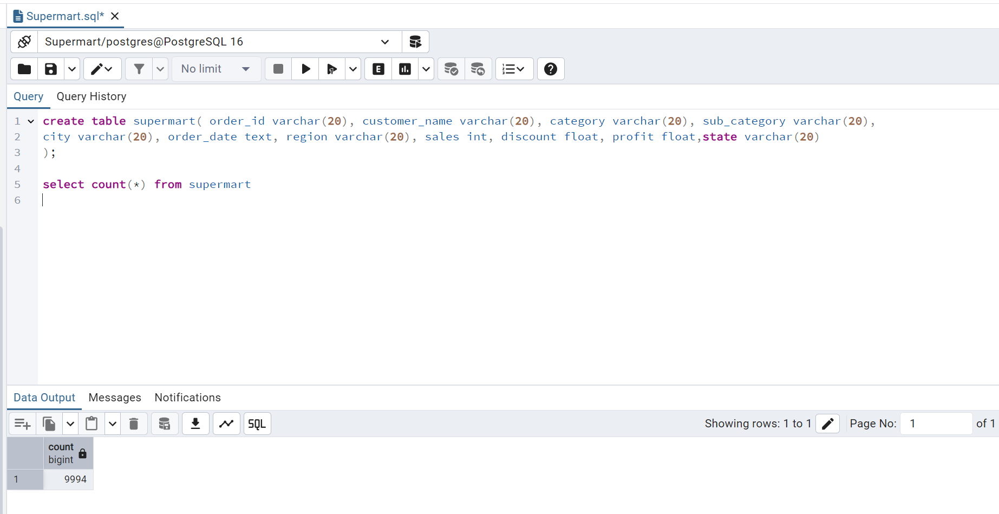 Supermart.sql*
Supermart/postgres@PostgreSQL 16
No limit
E
Query Query History
1 create table supermart( order_id varchar(20), customer_name varchar(20), category varchar(20), sub_category varchar(20),
2 city varchar(20), order_date text, region varchar(20), sales int, discount float, profit float,state varchar(20)
3 );
4
5 select count(*) from supermart
6
Data Output Messages Notifications
SQL Showing rows: 1 to 1 Page No: 1 of 1
count
bigint
1 9994